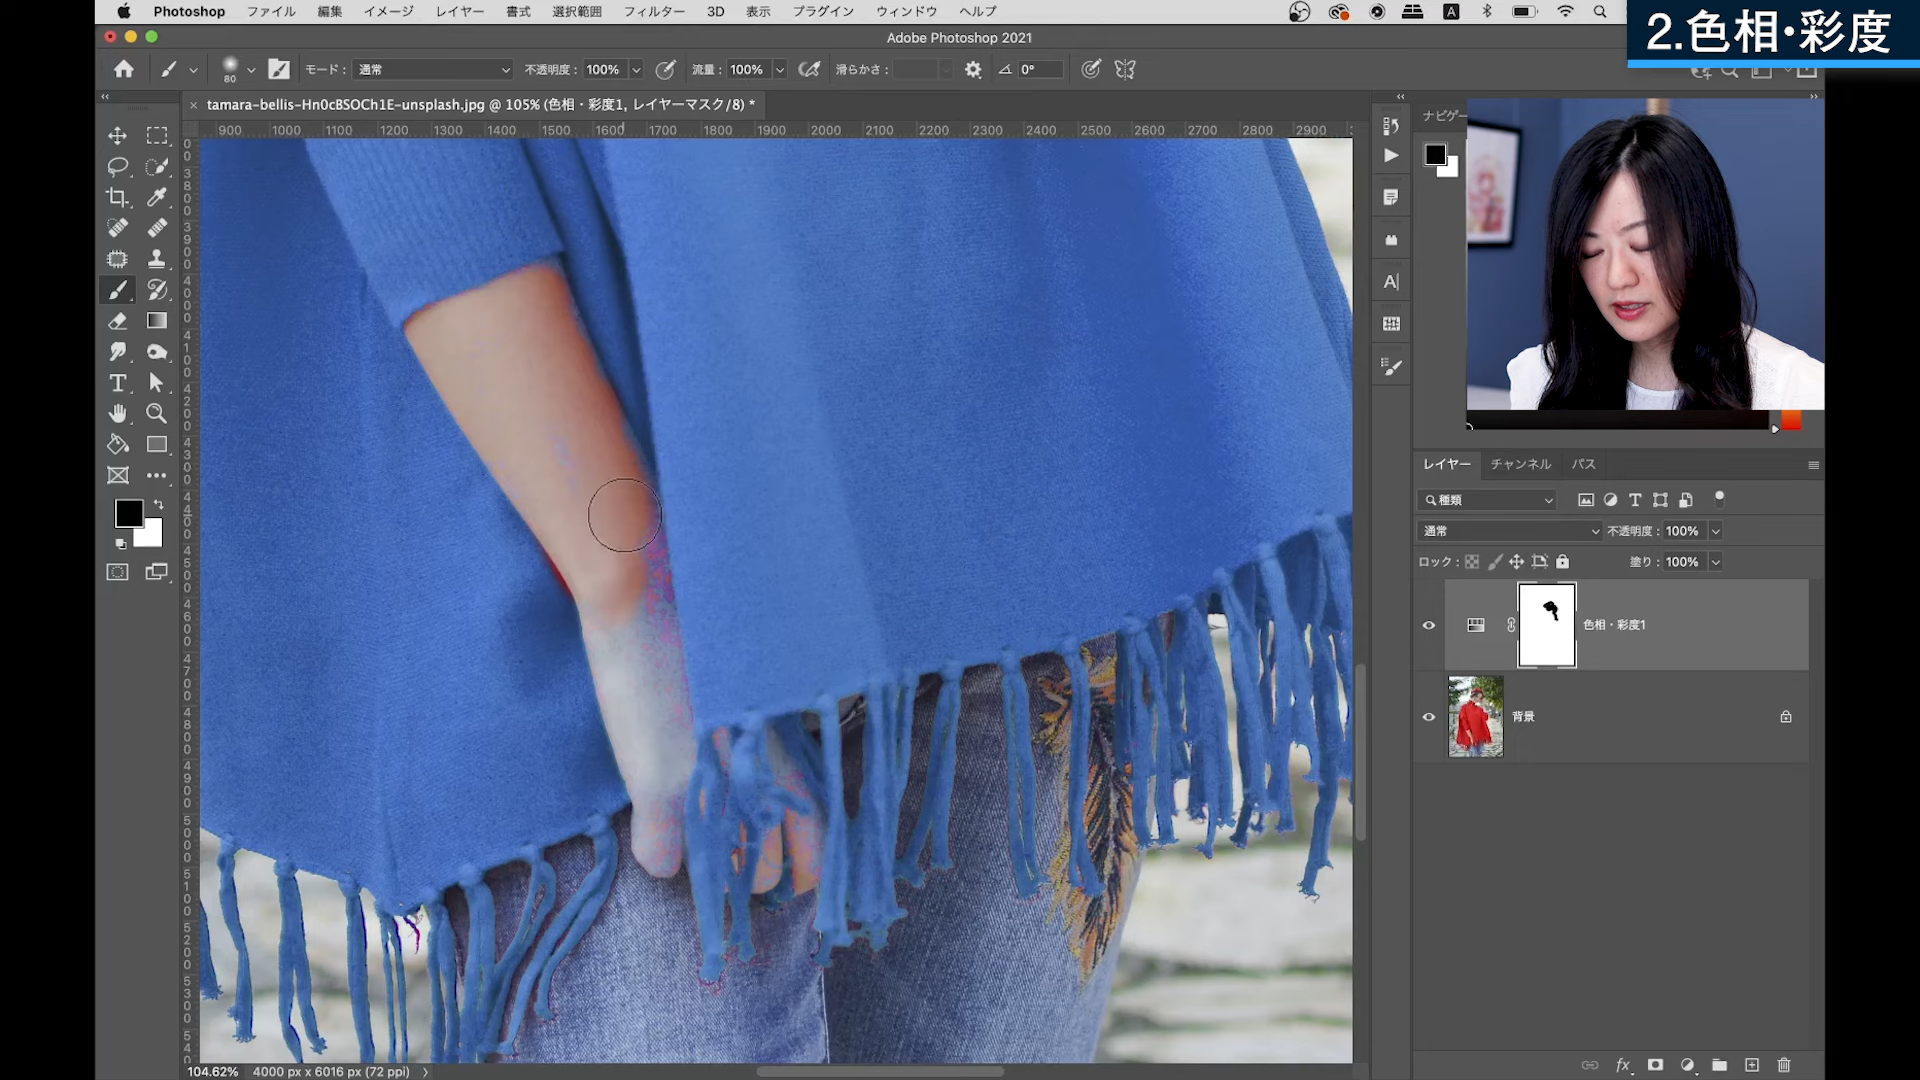 Photoshop ファイル 編集 イメージ レイヤー 書式 選択範囲 フィルター 3D 表示 プラグイン ウィンドウ ヘルプ
2.色相・彩度
Adobe Photoshop 2021
80 モード: 通常 不透明度: 100% 流量: 100% 滑らかさ: 0°
tamara-bellis-Hn0cBSOCh1E-unsplash.jpg @ 105% (色相・彩度1, レイヤーマスク/8) *
ナビゲー
900 1000 1100 1200 1300 1400 1500 1600 1700 1800 1900 2000 2100 2200 2300 2400 2500 2600 2700 2800 2900
レイヤー チャンネル パス
種類
通常 不透明度: 100%
ロック: 塗り: 100%
色相・彩度1
背景
104.62% 4000 px x 6016 px (72 ppi)